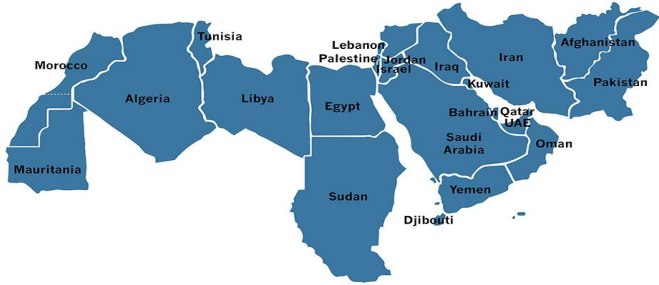 Tunisia
Lebanon
Morocco
Palestine
Jordan
Israel
Iraq
Iran
Afghanistan
Pakistan
Kuwait
Algeria
Libya
Egypt
Bahrain
Qatar
UAE
Saudi
Arabia
Oman
Mauritania
Sudan
Yemen
Djibouti